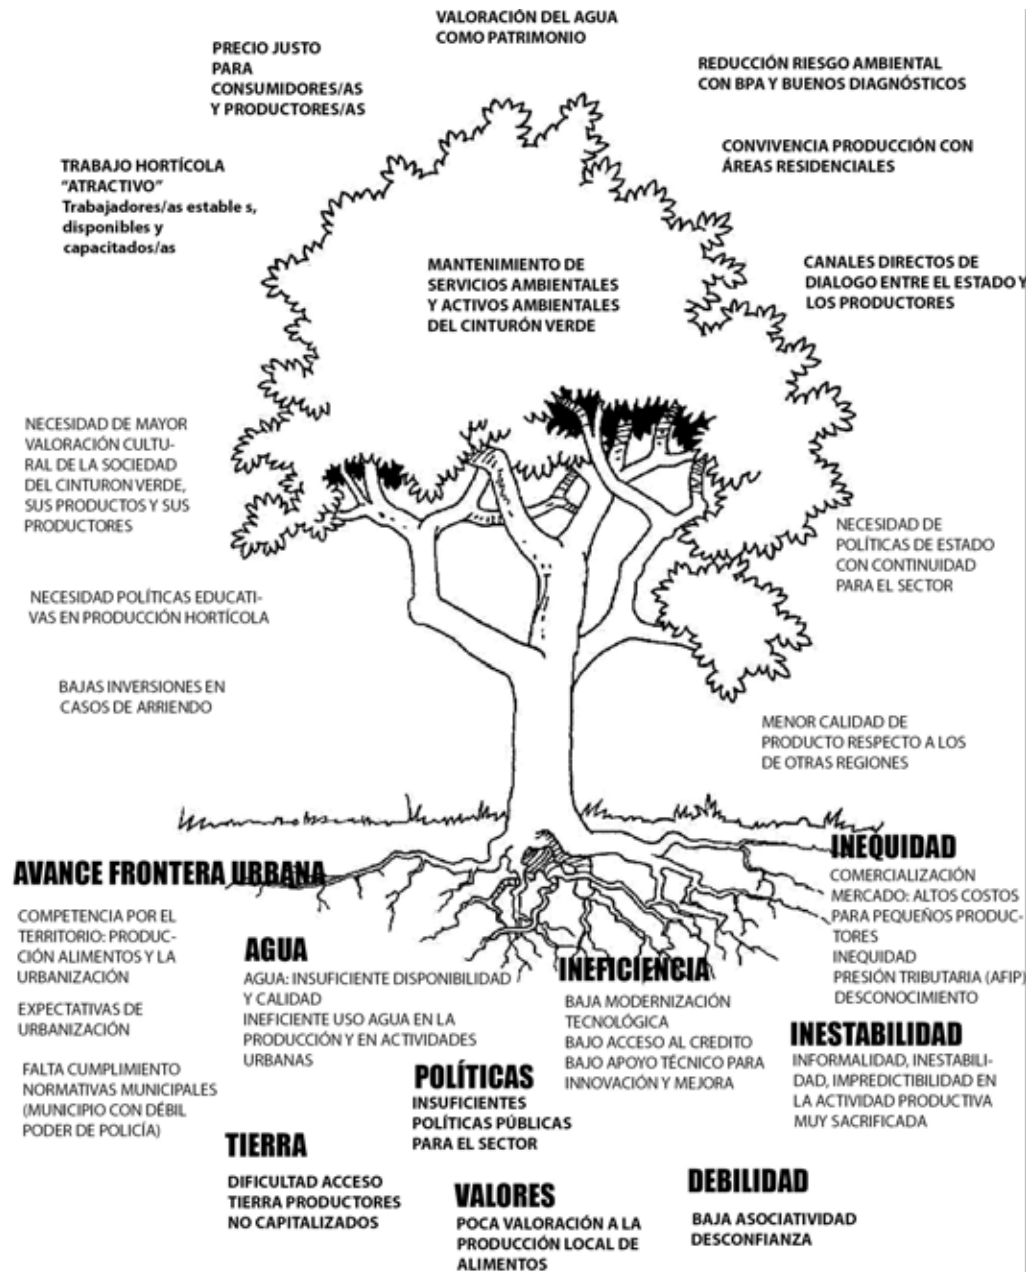 VALORACIÓN DEL AGUA
COMO PATRIMONIO
PRECIO JUSTO
PARA
CONSUMIDORES/AS
Y PRODUCTORES/AS
REDUCCIÓN RIESGO AMBIENTAL
CON BPA Y BUENOS DIAGNÓSTICOS
CONVIVENCIA PRODUCCIÓN CON
ÁREAS RESIDENCIALES
TRABAJO HORTÍCOLA
"ATRACTIVO"
Trabajadores/as estable s,
disponibles y
capacitados/as
MANTENIMIENTO DE
SERVICIOS AMBIENTALES
Y ACTIVOS AMBIENTALES
DEL CINTURÓN VERDE
CANALES DIRECTOS DE
DIALOGO ENTRE EL ESTADO Y
LOS PRODUCTORES
NECESIDAD DE MAYOR
VALORACIÓN CULTU-
RAL DE LA SOCIEDAD
DEL CINTURON VERDE,
SUS PRODUCTOS Y SUS
PRODUCTORES
NECESIDAD DE
POLÍTICAS DE ESTADO
CON CONTINUIDAD
PARA EL SECTOR
NECESIDAD POLÍTICAS EDUCATI-
VAS EN PRODUCCIÓN HORTÍCOLA
BAJAS INVERSIONES EN
CASOS DE ARRIENDO
MENOR CALIDAD DE
PRODUCTO RESPECTO A LOS
DE OTRAS REGIONES
AVANCE FRONTERA URBANA
COMPETENCIA POR EL
TERRITORIO: PRODUC-
CIÓN ALIMENTOS Y LA
URBANIZACIÓN
EXPECTATIVAS DE
URBANIZACIÓN
FALTA CUMPLIMIENTO
NORMATIVAS MUNICIPALES
(MUNICIPIO CON DÉBIL
PODER DE POLICÍA)
AGUA
AGUA: INSUFICIENTE DISPONIBILIDAD
Y CALIDAD
INEFICIENTE USO AGUA EN LA
PRODUCCIÓN Y EN ACTIVIDADES
URBANAS
INEFICIENCIA
BAJA MODERNIZACIÓN
TECNOLÓGICA
BAJO ACCESO AL CREDITO
BAJO APOYO TÉCNICO PARA
INNOVACIÓN Y MEJORA
INEQUIDAD
COMERCIALIZACIÓN
MERCADO: ALTOS COSTOS
PARA PEQUEÑOS PRODUC-
TORES
INEQUIDAD
PRESIÓN TRIBUTARIA (AFIP)
DESCONOCIMIENTO
INESTABILIDAD
INFORMALIDAD, INESTABILI-
DAD, IMPREDICTIBILIDAD EN
LA ACTIVIDAD PRODUCTIVA
MUY SACRIFICADA
POLÍTICAS
INSUFICIENTES
POLÍTICAS PÚBLICAS
PARA EL SECTOR
TIERRA
DIFICULTAD ACCESO
TIERRA PRODUCTORES
NO CAPITALIZADOS
VALORES
POCA VALORACIÓN A LA
PRODUCCIÓN LOCAL DE
ALIMENTOS
DEBILIDAD
BAJA ASOCIATIVIDAD
DESCONFIANZA